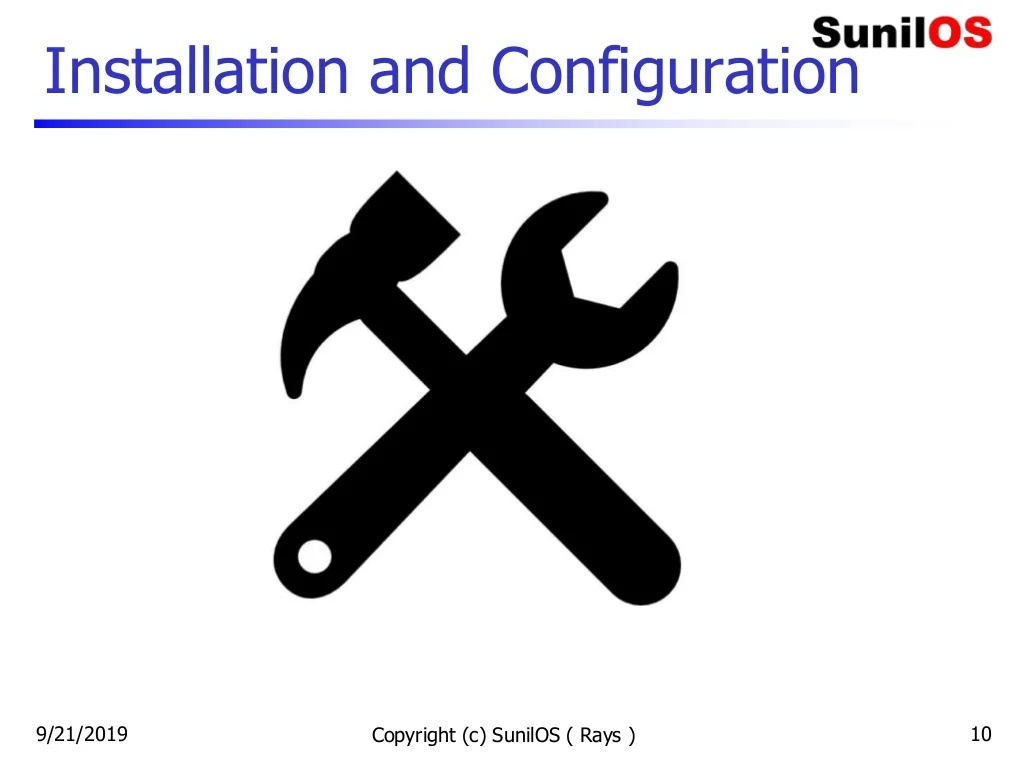 SunilOS
Installation and Configuration
9/21/2019
Copyright (c) SunilOS ( Rays )
10